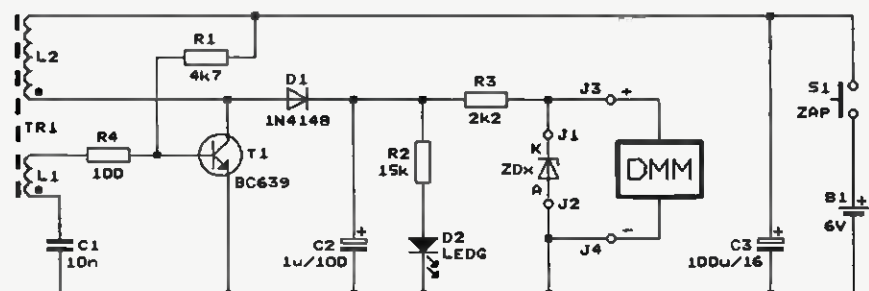 L2
R1
4k7
D1
1N4148
R3
2k2
J3
+
S1
ZAP
TR1
R4
100
T1
BC639
R2
15k
K
J1
ZDx
A
J2
DMM
L1
C1
10n
C2
+
1u/100
D2
LEDG
J4
-
C3
+
100u/16
B1
+
6V